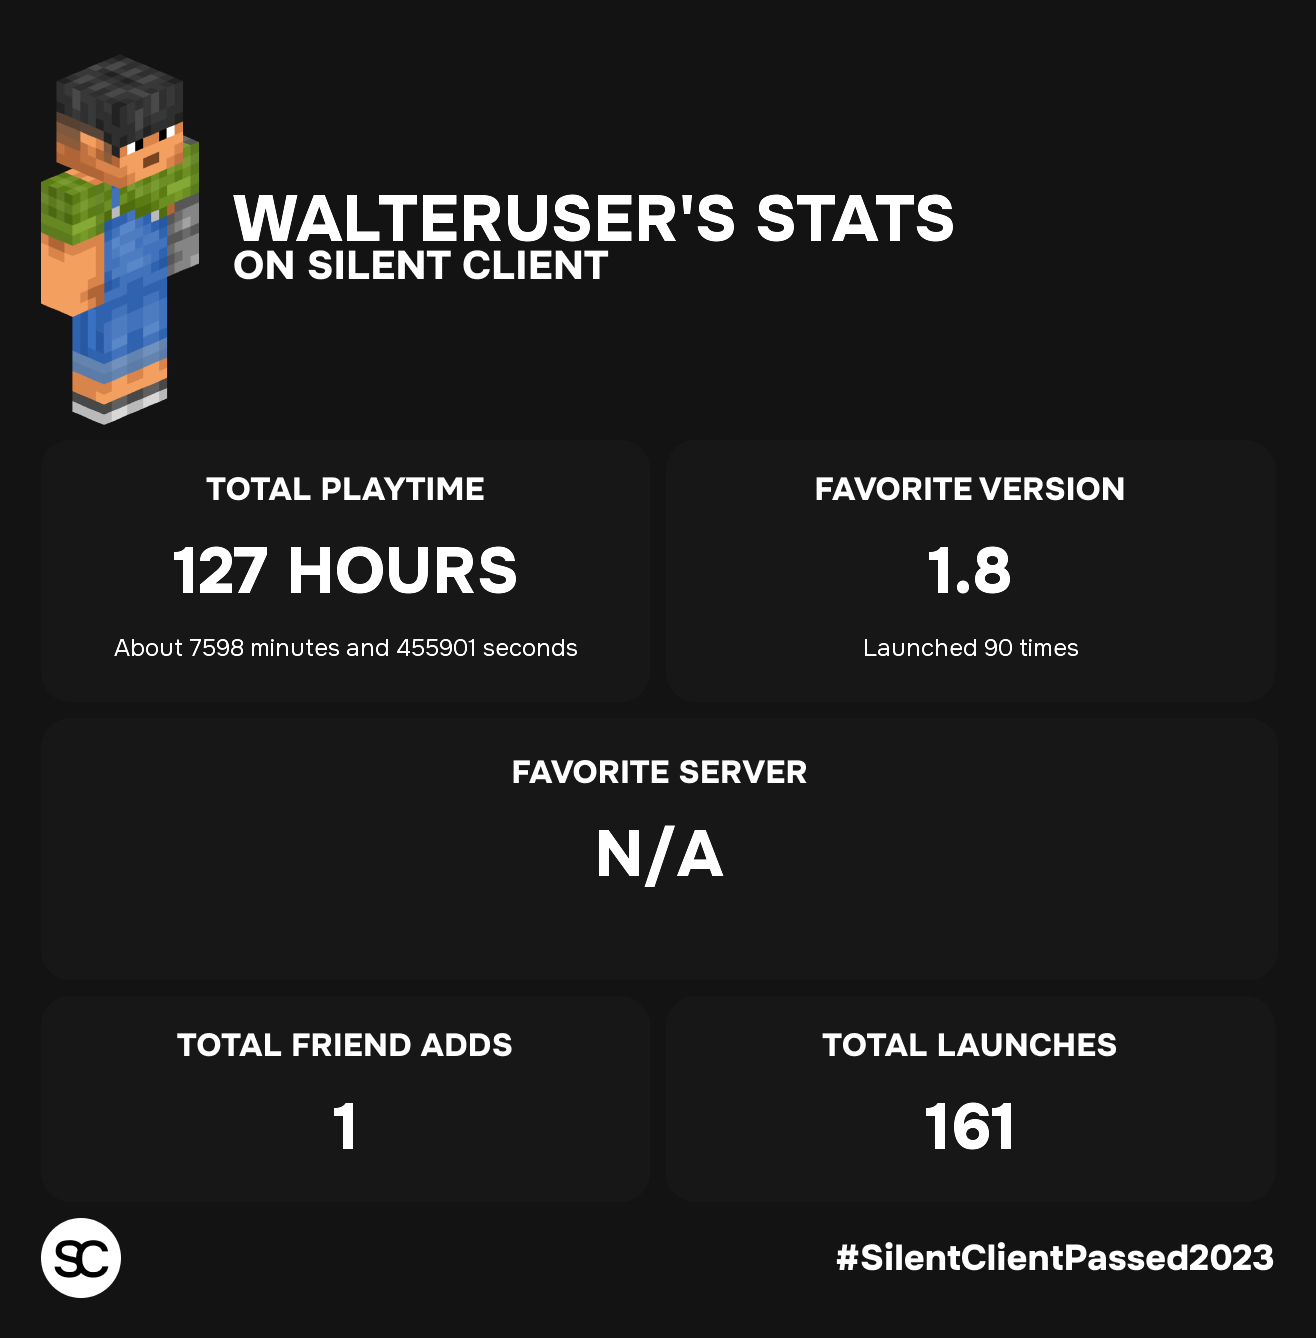 WALTERUSER'S STATS
ON SILENT CLIENT
TOTAL PLAYTIME
127 HOURS
About 7598 minutes and 455901 seconds
FAVORITE VERSION
1.8
Launched 90 times
FAVORITE SERVER
N/A
TOTAL FRIEND ADDS
1
TOTAL LAUNCHES
161
SC
#SilentClientPassed2023